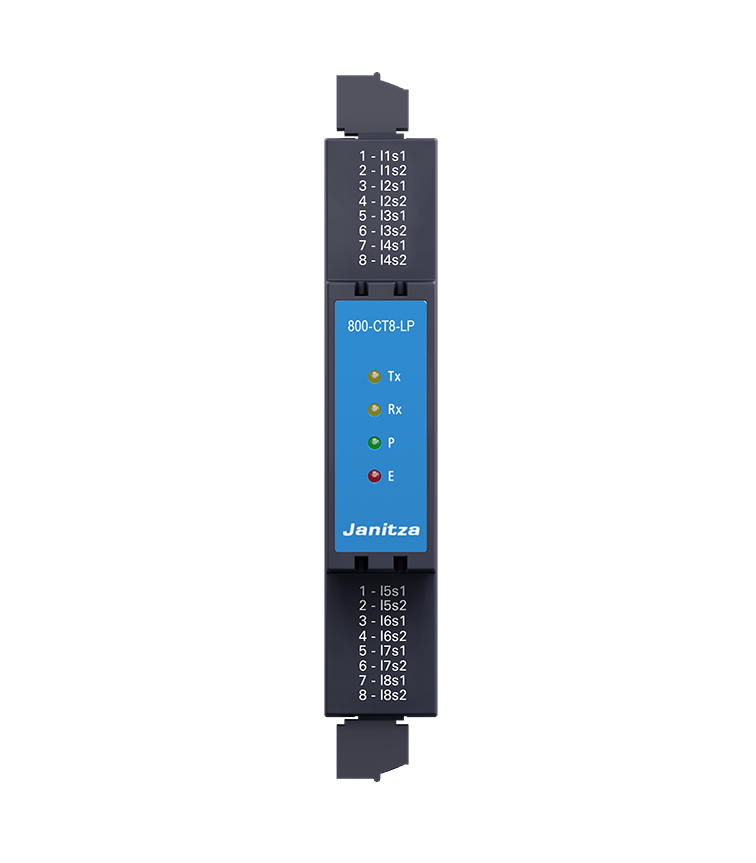 1 - I1s1
2 - I1s2
3 - I2s1
4 - I2s2
5 - I3s1
6 - I3s2
7 - I4s1
8 - I4s2
800-CT8-LP
Tx
Rx
P
E
Janitza
1 - I5s1
2 - I5s2
3 - I6s1
4 - I6s2
5 - I7s1
6 - I7s2
7 - I8s1
8 - I8s2